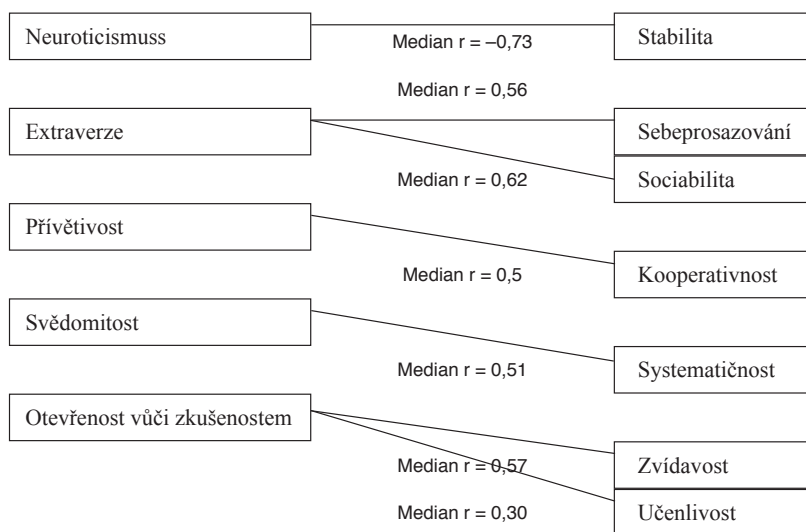 Neuroticismuss
Median r = –0,73
Stabilita
Median r = 0,56
Extraverze
Sebeprosazování
Median r = 0,62
Sociabilita
Přívětivost
Median r = 0,5
Kooperativnost
Svědomitost
Median r = 0,51
Systematičnost
Otevřenost vůči zkušenostem
Median r = 0,57
Zvídavost
Median r = 0,30
Učenlivost